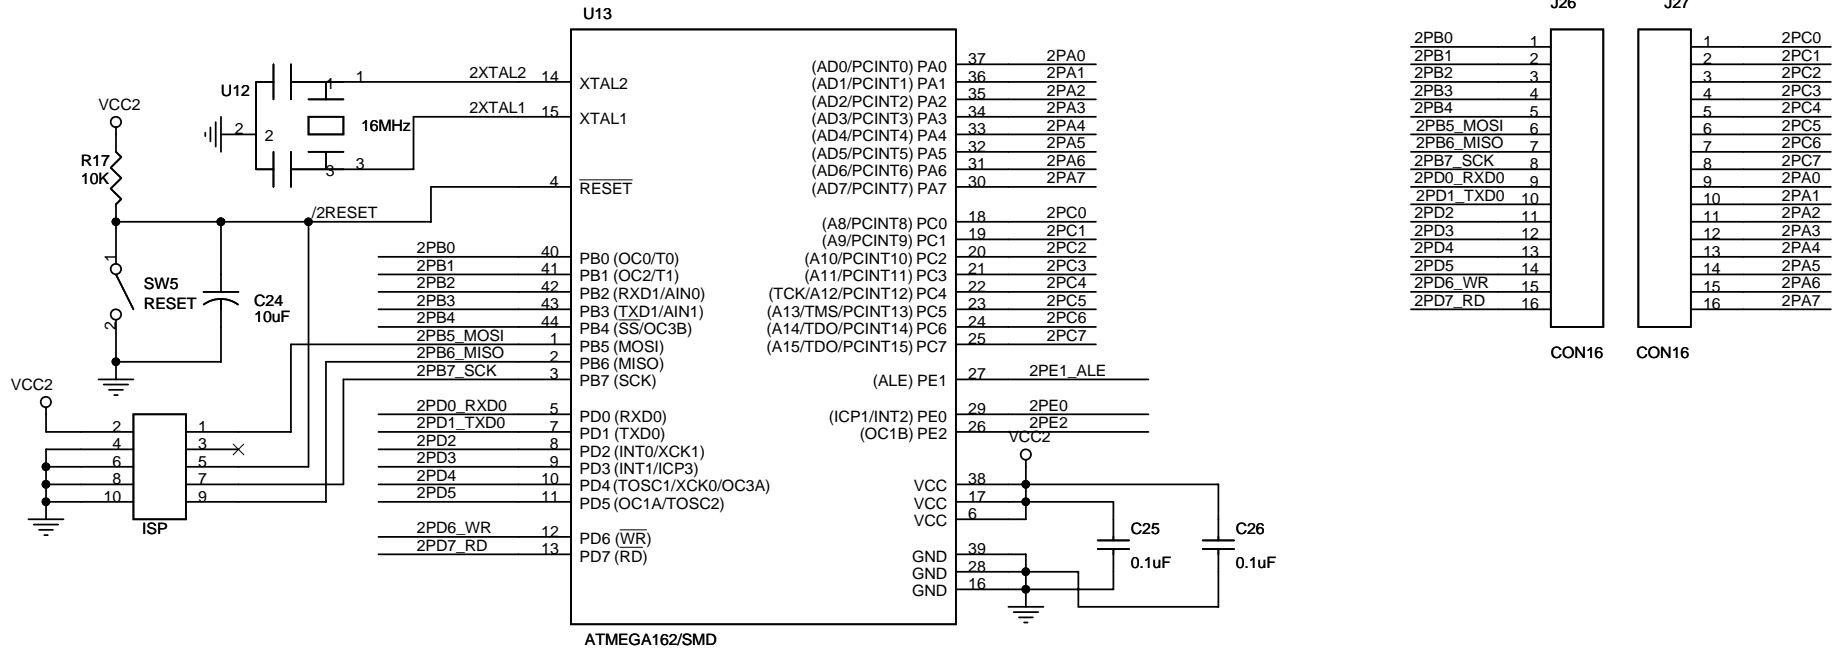 U13
J26
J27
U12
1
1
2XTAL2
14
XTAL2
2XTAL1
15
XTAL1
2
2
16MHz
3
3
VCC2
R17
10K
4
RESET
/2RESET
1
SW5
RESET
2
C24
10uF
2PB0
40
PB0 (OC0/T0)
2PB1
41
PB1 (OC2/T1)
2PB2
42
PB2 (RXD1/AIN0)
2PB3
43
PB3 (TXD1/AIN1)
2PB4
44
PB4 (SS/OC3B)
2PB5_MOSI
1
PB5 (MOSI)
2PB6_MISO
2
PB6 (MISO)
2PB7_SCK
3
PB7 (SCK)
2PD0_RXD0
5
PD0 (RXD0)
2PD1_TXD0
7
PD1 (TXD0)
2PD2
8
PD2 (INT0/XCK1)
2PD3
9
PD3 (INT1/ICP3)
2PD4
10
PD4 (TOSC1/XCK0/OC3A)
2PD5
11
PD5 (OC1A/TOSC2)
2PD6_WR
12
PD6 (WR)
2PD7_RD
13
PD7 (RD)
VCC2
2
1
4
3
6
5
8
7
10
9
ISP
(AD0/PCINT0) PA0
37
2PA0
(AD1/PCINT1) PA1
36
2PA1
(AD2/PCINT2) PA2
35
2PA2
(AD3/PCINT3) PA3
34
2PA3
(AD4/PCINT4) PA4
33
2PA4
(AD5/PCINT5) PA5
32
2PA5
(AD6/PCINT6) PA6
31
2PA6
(AD7/PCINT7) PA7
30
2PA7
(A8/PCINT8) PC0
18
2PC0
(A9/PCINT9) PC1
19
2PC1
(A10/PCINT10) PC2
20
2PC2
(A11/PCINT11) PC3
21
2PC3
(TCK/A12/PCINT12) PC4
22
2PC4
(A13/TMS/PCINT13) PC5
23
2PC5
(A14/TDO/PCINT14) PC6
24
2PC6
(A15/TDO/PCINT15) PC7
25
2PC7
(ALE) PE1
27
2PE1_ALE
(ICP1/INT2) PE0
29
2PE0
(OC1B) PE2
26
2PE2
VCC2
VCC
38
VCC
17
VCC
6
GND
39
GND
28
GND
16
C25
0.1uF
C26
0.1uF
ATMEGA162/SMD
2PB0
1
2PB1
2
2PB2
3
2PB3
4
2PB4
5
2PB5_MOSI
6
2PB6_MISO
7
2PB7_SCK
8
2PD0_RXD0
9
2PD1_TXD0
10
2PD2
11
2PD3
12
2PD4
13
2PD5
14
2PD6_WR
15
2PD7_RD
16
CON16
1
2PC0
2
2PC1
3
2PC2
4
2PC3
5
2PC4
6
2PC5
7
2PC6
8
2PC7
9
2PA0
10
2PA1
11
2PA2
12
2PA3
13
2PA4
14
2PA5
15
2PA6
16
2PA7
CON16